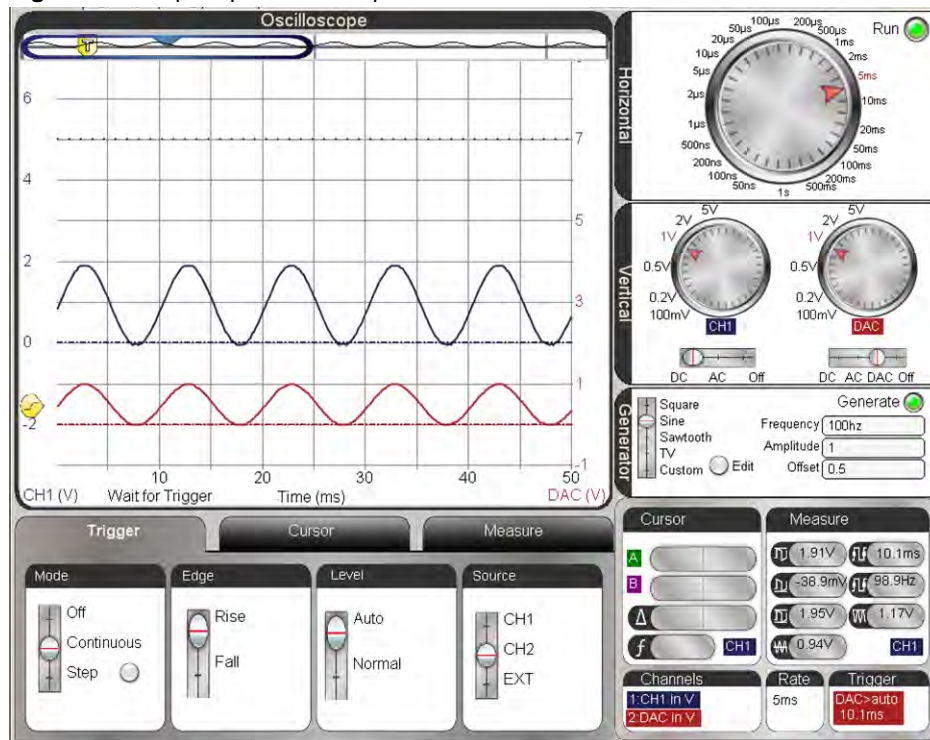 Oscilloscope
T
6
4
2
0
-2
7
5
3
1
-1
10 20 30 40 50
CH1 (V) Wait for Trigger Time (ms) DAC (V)
Horizontal
Run
50ns
100ns
200ns
500ns
1µs
2µs
5µs
10µs
20µs
50µs
100µs
200µs
500µs
1ms
2ms
5ms
10ms
20ms
50ms
100ms
200ms
500ms
1s
Vertical
100mV
0.2V
0.5V
1V
2V
5V
CH1
DC AC Off
100mV
0.2V
0.5V
1V
2V
5V
DAC
DC AC DAC Off
Generator
Square
Sine
Sawtooth
TV
Custom
Edit
Generate
Frequency 100hz
Amplitude 1
Offset 0.5
Trigger Cursor Measure
Mode
Off
Continuous
Step
Edge
Rise
Fall
Level
Auto
Normal
Source
CH1
CH2
EXT
Cursor
A
B
Δ
f
CH1
Measure
1.91V 10.1ms
-38.9mV 98.9Hz
1.95V 1.17V
0.94V CH1
Channels
1:CH1 in V
2:DAC in V
Rate
5ms
Trigger
DAC>auto
10.1ms